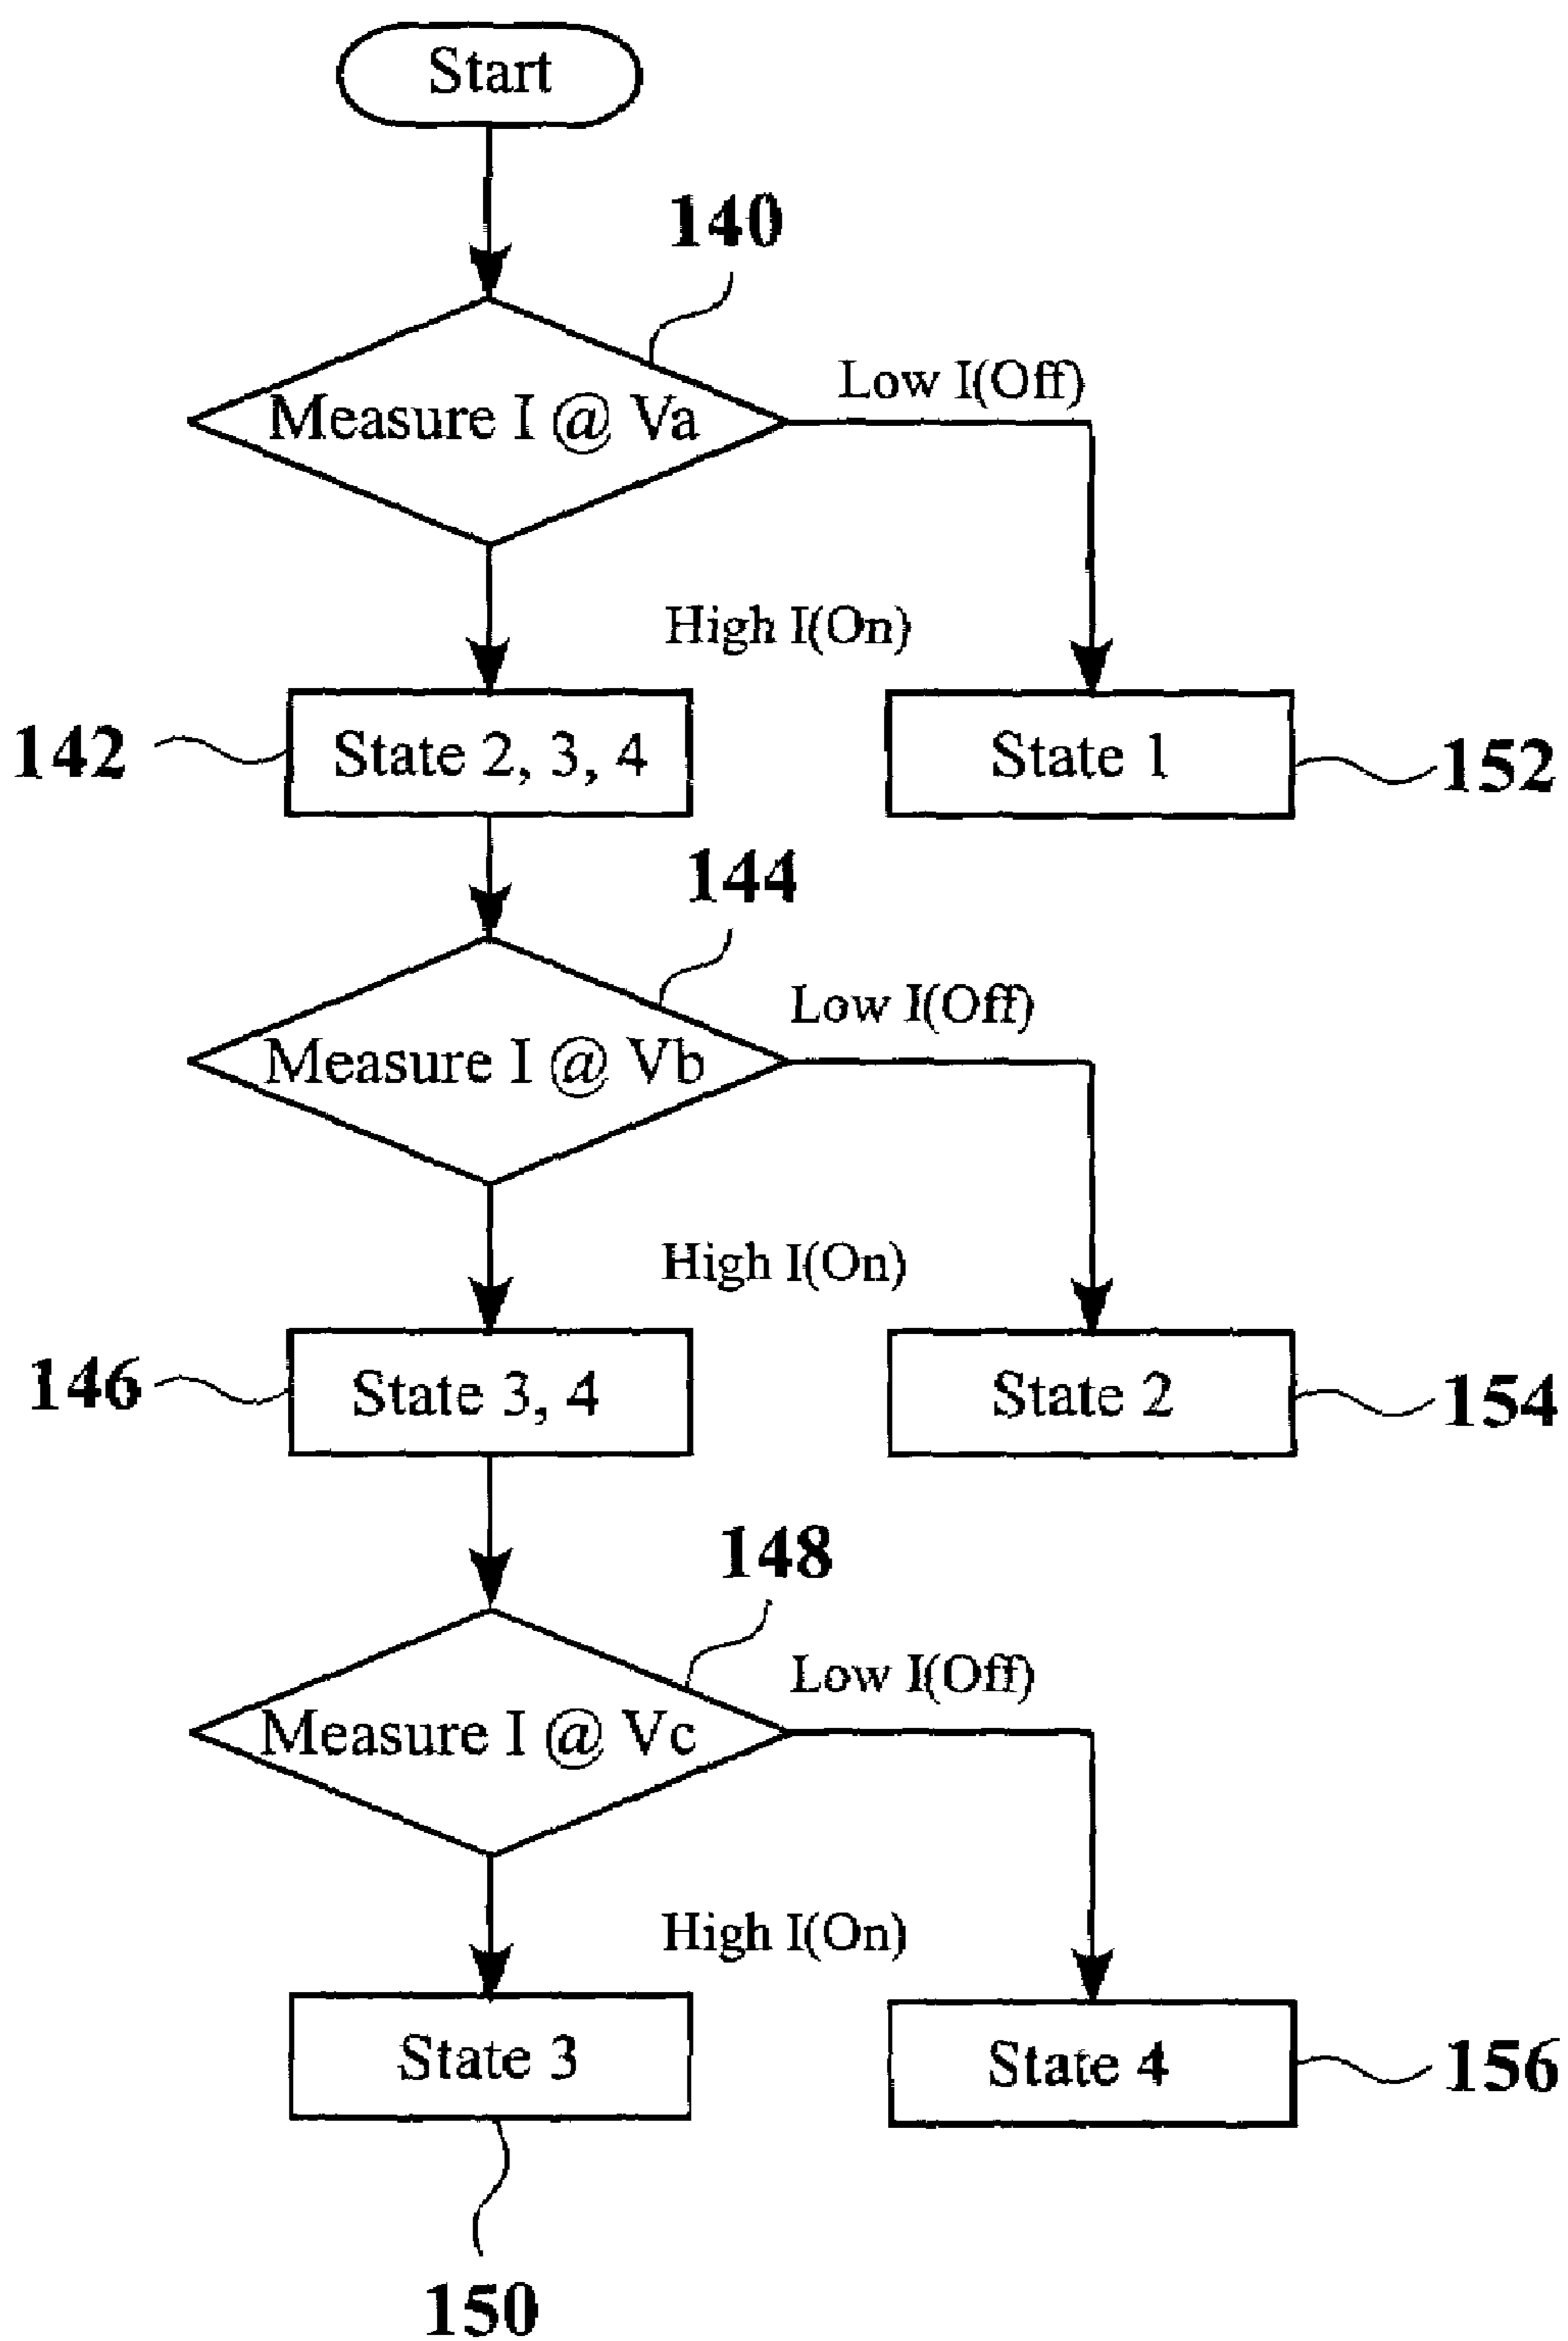 Start
140
Measure I @ Va
Low I(Off)
High I(On)
142
State 2, 3, 4
State 1
152
144
Measure I @ Vb
Low I(Off)
High I(On)
146
State 3, 4
State 2
154
148
Measure I @ Vc
Low I(Off)
High I(On)
State 3
State 4
156
150